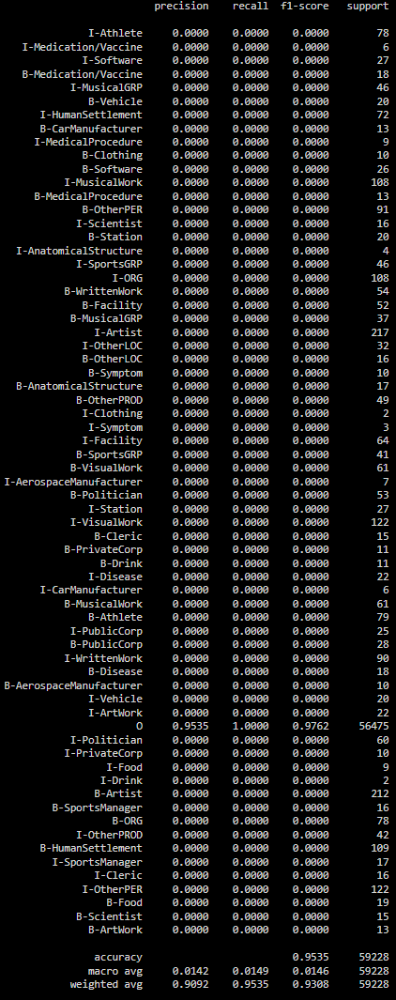 precision recall f1-score support
I-Athlete 0.0000 0.0000 0.0000 78
I-Medication/Vaccine 0.0000 0.0000 0.0000 6
I-Software 0.0000 0.0000 0.0000 27
B-Medication/Vaccine 0.0000 0.0000 0.0000 18
I-MusicalGRP 0.0000 0.0000 0.0000 46
B-Vehicle 0.0000 0.0000 0.0000 20
I-HumanSettlement 0.0000 0.0000 0.0000 72
B-CarManufacturer 0.0000 0.0000 0.0000 13
I-MedicalProcedure 0.0000 0.0000 0.0000 9
B-Clothing 0.0000 0.0000 0.0000 10
B-Software 0.0000 0.0000 0.0000 26
I-MusicalWork 0.0000 0.0000 0.0000 108
B-MedicalProcedure 0.0000 0.0000 0.0000 13
B-OtherPER 0.0000 0.0000 0.0000 91
I-Scientist 0.0000 0.0000 0.0000 16
B-Station 0.0000 0.0000 0.0000 20
I-AnatomicalStructure 0.0000 0.0000 0.0000 4
I-SportsGRP 0.0000 0.0000 0.0000 46
I-ORG 0.0000 0.0000 0.0000 108
B-WrittenWork 0.0000 0.0000 0.0000 54
B-Facility 0.0000 0.0000 0.0000 52
B-MusicalGRP 0.0000 0.0000 0.0000 37
I-Artist 0.0000 0.0000 0.0000 217
I-OtherLOC 0.0000 0.0000 0.0000 32
B-OtherLOC 0.0000 0.0000 0.0000 16
B-Symptom 0.0000 0.0000 0.0000 10
B-AnatomicalStructure 0.0000 0.0000 0.0000 17
B-OtherPROD 0.0000 0.0000 0.0000 49
I-Clothing 0.0000 0.0000 0.0000 2
I-Symptom 0.0000 0.0000 0.0000 3
I-Facility 0.0000 0.0000 0.0000 64
B-SportsGRP 0.0000 0.0000 0.0000 41
B-VisualWork 0.0000 0.0000 0.0000 61
I-AerospaceManufacturer 0.0000 0.0000 0.0000 7
B-Politician 0.0000 0.0000 0.0000 53
I-Station 0.0000 0.0000 0.0000 27
I-VisualWork 0.0000 0.0000 0.0000 122
B-Cleric 0.0000 0.0000 0.0000 15
B-PrivateCorp 0.0000 0.0000 0.0000 11
B-Drink 0.0000 0.0000 0.0000 11
I-Disease 0.0000 0.0000 0.0000 22
I-CarManufacturer 0.0000 0.0000 0.0000 6
B-MusicalWork 0.0000 0.0000 0.0000 61
B-Athlete 0.0000 0.0000 0.0000 79
I-PublicCorp 0.0000 0.0000 0.0000 25
B-PublicCorp 0.0000 0.0000 0.0000 28
I-WrittenWork 0.0000 0.0000 0.0000 90
B-Disease 0.0000 0.0000 0.0000 18
B-AerospaceManufacturer 0.0000 0.0000 0.0000 10
I-Vehicle 0.0000 0.0000 0.0000 20
I-ArtWork 0.0000 0.0000 0.0000 22
O 0.9535 1.0000 0.9762 56475
I-Politician 0.0000 0.0000 0.0000 60
I-PrivateCorp 0.0000 0.0000 0.0000 10
I-Food 0.0000 0.0000 0.0000 9
I-Drink 0.0000 0.0000 0.0000 2
B-Artist 0.0000 0.0000 0.0000 212
B-SportsManager 0.0000 0.0000 0.0000 16
B-ORG 0.0000 0.0000 0.0000 78
I-OtherPROD 0.0000 0.0000 0.0000 42
B-HumanSettlement 0.0000 0.0000 0.0000 109
I-SportsManager 0.0000 0.0000 0.0000 17
I-Cleric 0.0000 0.0000 0.0000 16
I-OtherPER 0.0000 0.0000 0.0000 122
B-Food 0.0000 0.0000 0.0000 19
B-Scientist 0.0000 0.0000 0.0000 15
B-ArtWork 0.0000 0.0000 0.0000 13
accuracy 0.9535 59228
macro avg 0.0142 0.0149 0.0146 59228
weighted avg 0.9092 0.9535 0.9308 59228